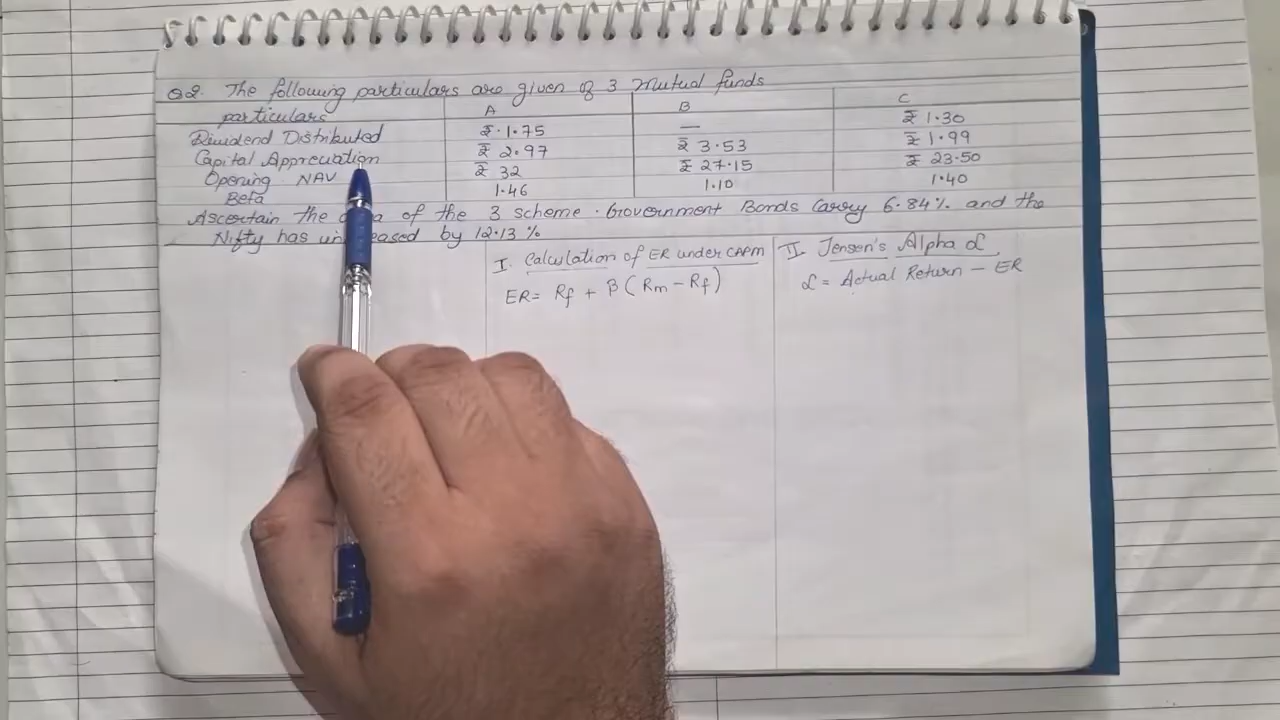 Q2. The following particulars are given of 3 Mutual funds
particulars A B C
Dividend Distributed ₹.1.75 — ₹ 1.30
Capital Appreciation ₹ 2.97 ₹ 3.53 ₹ 1.99
Opening NAV ₹ 32 ₹ 27.15 ₹ 23.50
Beta 1.46 1.10 1.40
Ascertain the of the 3 scheme. Government Bonds carry 6.84% and the
Nifty has by 12.13%
I. Calculation of ER under CAPM
ER = Rf + β (Rm - Rf)
II Jensen's Alpha α
α = Actual Return - ER